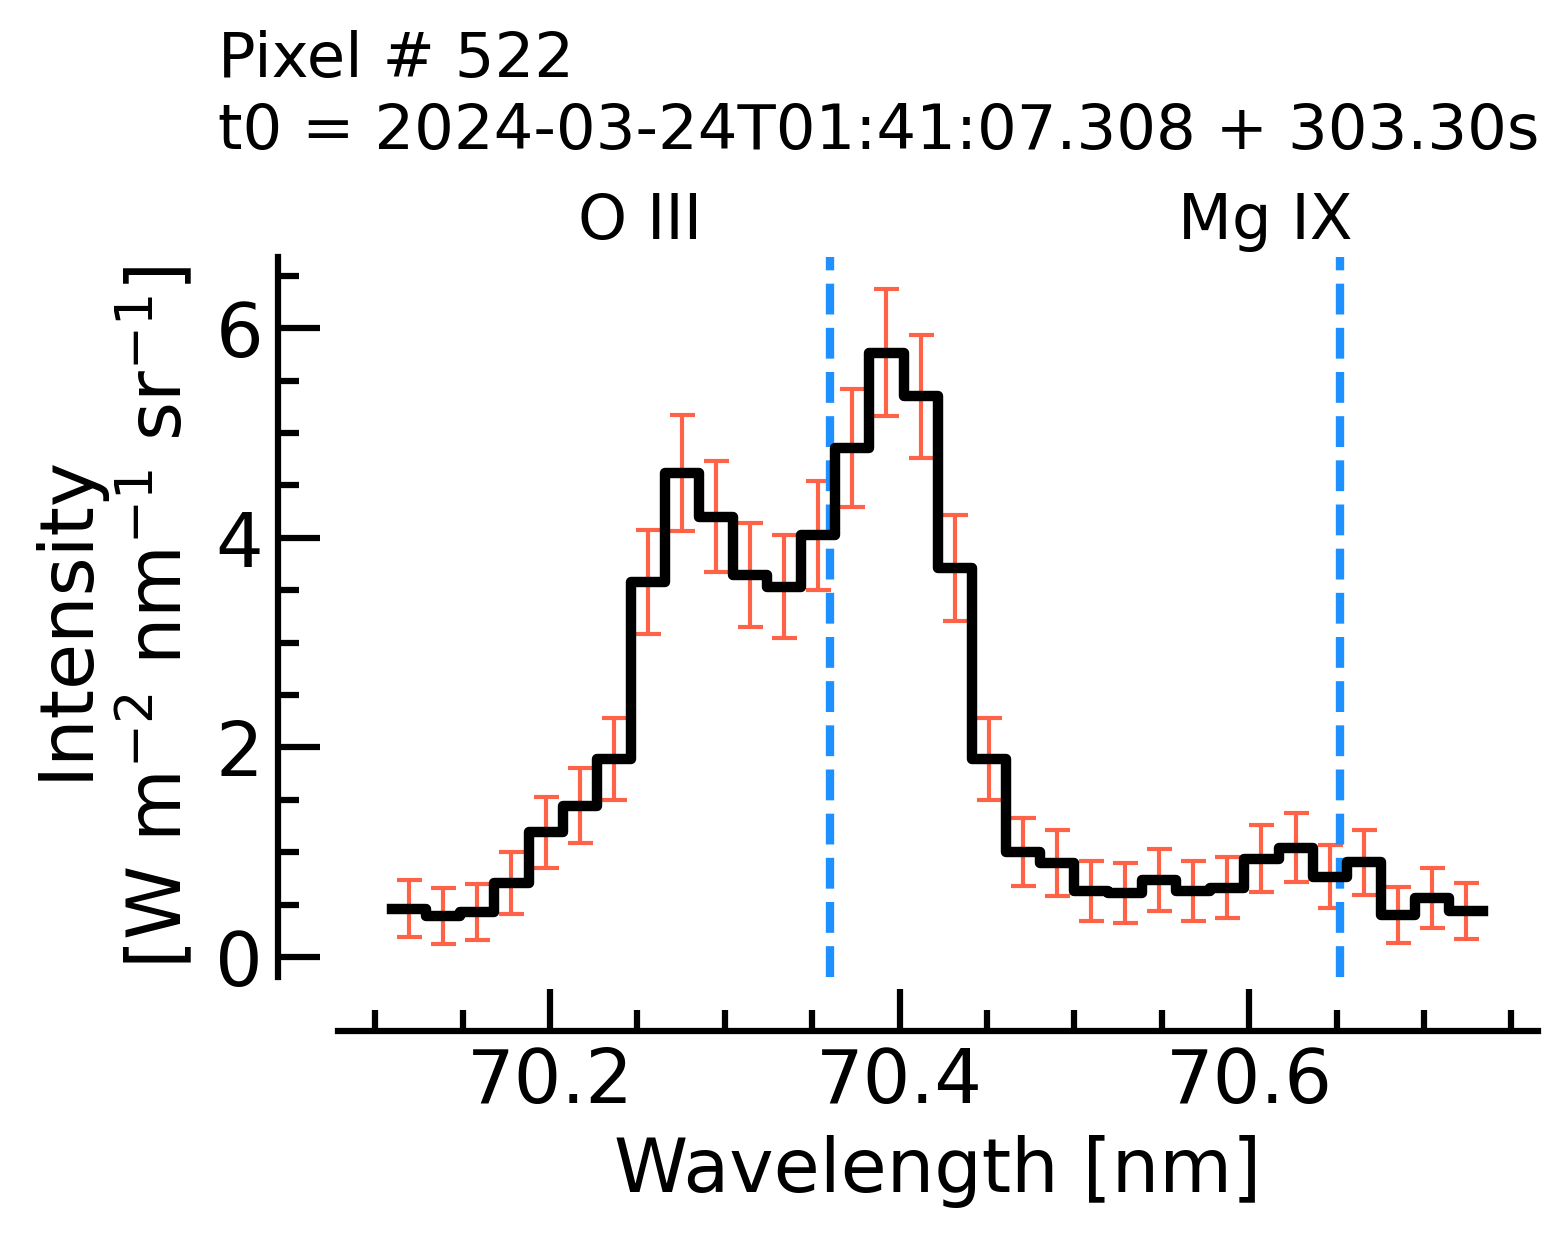 Pixel # 522
t0 = 2024-03-24T01:41:07.308 + 303.30s
O III
Mg IX
Intensity
[W m⁻² nm⁻¹ sr⁻¹]
6
4
2
0
70.2
70.4
70.6
Wavelength [nm]